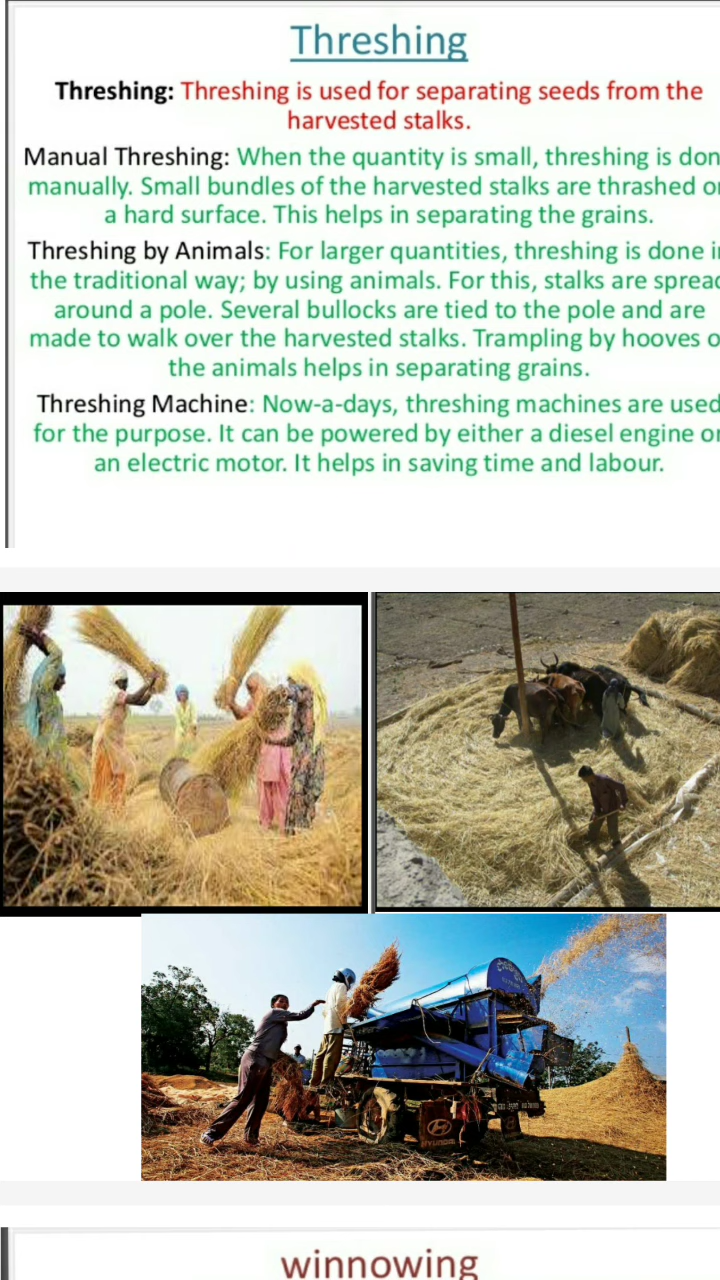 Threshing
Threshing: Threshing is used for separating seeds from the
harvested stalks.
Manual Threshing: When the quantity is small, threshing is don
manually. Small bundles of the harvested stalks are thrashed
a hard surface. This helps in separating the grains.
Threshing by Animals: For larger quantities, threshing is done
the traditional way; by using animals. For this, stalks are sprea
around a pole. Several bullocks are tied to the pole and are
made to walk over the harvested stalks. Trampling by hooves
the animals helps in separating grains.
Threshing Machine: Now-a-days, threshing machines are used
for the purpose. It can be powered by either a diesel engine or
an electric motor. It helps in saving time and labour.
HYUNDAI
winnowing